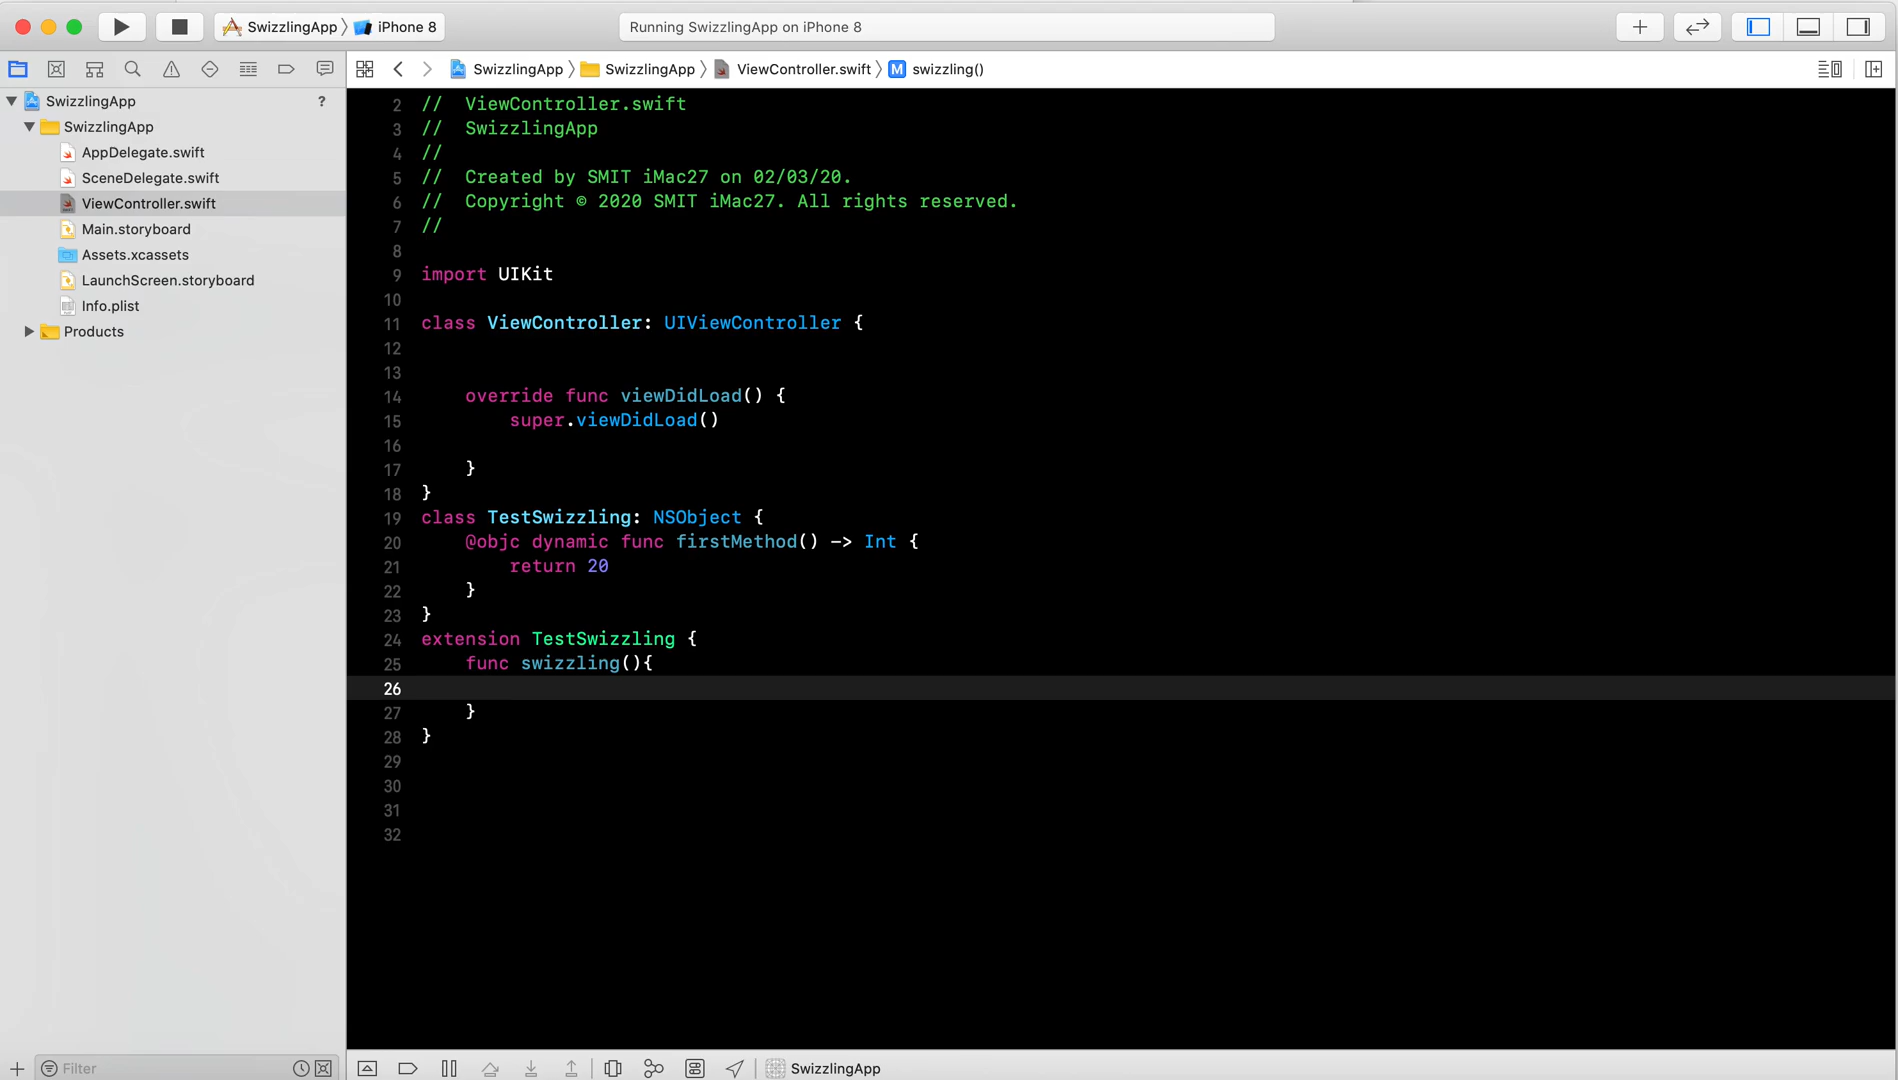 SwizzlingApp 〉 iPhone 8
Running SwizzlingApp on iPhone 8
SwizzlingApp 〉 SwizzlingApp 〉 ViewController.swift 〉 M swizzling()
SwizzlingApp ?
SwizzlingApp
AppDelegate.swift
SceneDelegate.swift
ViewController.swift
Main.storyboard
Assets.xcassets
LaunchScreen.storyboard
Info.plist
Products
2 //  ViewController.swift
3 //  SwizzlingApp
4 //
5 //  Created by SMIT iMac27 on 02/03/20.
6 //  Copyright © 2020 SMIT iMac27. All rights reserved.
7 //
8
9 import UIKit
10
11 class ViewController: UIViewController {
12
13
14     override func viewDidLoad() {
15         super.viewDidLoad()
16
17     }
18 }
19 class TestSwizzling: NSObject {
20     @objc dynamic func firstMethod() -> Int {
21         return 20
22     }
23 }
24 extension TestSwizzling {
25     func swizzling(){
26
27     }
28 }
29
30
31
32
Filter
SwizzlingApp